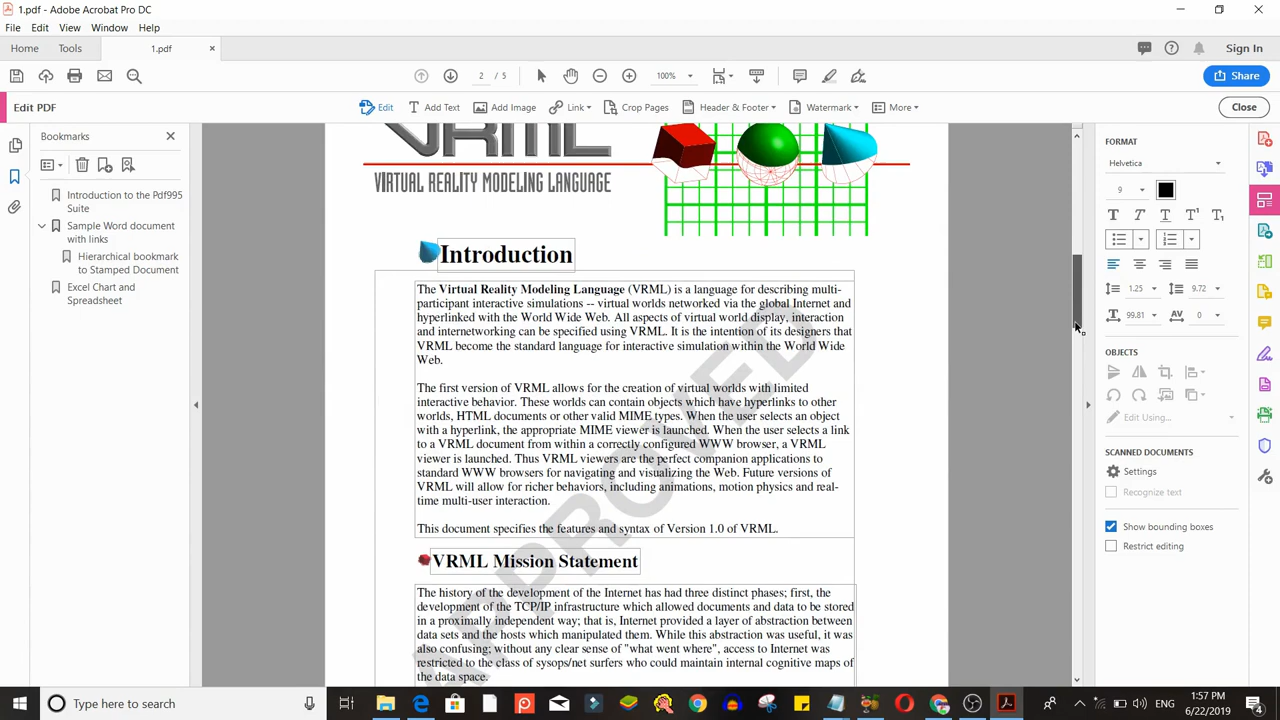 1.pdf - Adobe Acrobat Pro DC
File Edit View Window Help
Home Tools 1.pdf × Sign In
2 / 5 100% Share
Edit PDF Edit Add Text Add Image Link Crop Pages Header & Footer Watermark More Close
Bookmarks
Introduction to the Pdf995
Suite
Sample Word document
with links
Hierarchical bookmark
to Stamped Document
Excel Chart and
Spreadsheet
VRML
VIRTUAL REALITY MODELING LANGUAGE
Introduction
The Virtual Reality Modeling Language (VRML) is a language for describing multi-
participant interactive simulations -- virtual worlds networked via the global Internet and
hyperlinked with the World Wide Web. All aspects of virtual world display, interaction
and internetworking can be specified using VRML. It is the intention of its designers that
VRML become the standard language for interactive simulation within the World Wide
Web.
The first version of VRML allows for the creation of virtual worlds with limited
interactive behavior. These worlds can contain objects which have hyperlinks to other
worlds, HTML documents or other valid MIME types. When the user selects an object
with a hyperlink, the appropriate MIME viewer is launched. When the user selects a link
to a VRML document from within a correctly configured WWW browser, a VRML
viewer is launched. Thus VRML viewers are the perfect companion applications to
standard WWW browsers for navigating and visualizing the Web. Future versions of
VRML will allow for richer behaviors, including animations, motion physics and real-
time multi-user interaction.
This document specifies the features and syntax of Version 1.0 of VRML.
VRML Mission Statement
The history of the development of the Internet has had three distinct phases; first, the
development of the TCP/IP infrastructure which allowed documents and data to be stored
in a proximally independent way; that is, Internet provided a layer of abstraction between
data sets and the hosts which manipulated them. While this abstraction was useful, it was
also confusing; without any clear sense of "what went where", access to Internet was
restricted to the class of sysops/net surfers who could maintain internal cognitive maps of
the data space.
APPROVED
FORMAT
Helvetica
9
T T T T¹ T₁
1.25 9.72
99.81 AV 0
OBJECTS
Edit Using...
SCANNED DOCUMENTS
Settings
Recognize text
Show bounding boxes
Restrict editing
Type here to search
1:57 PM
6/22/2019